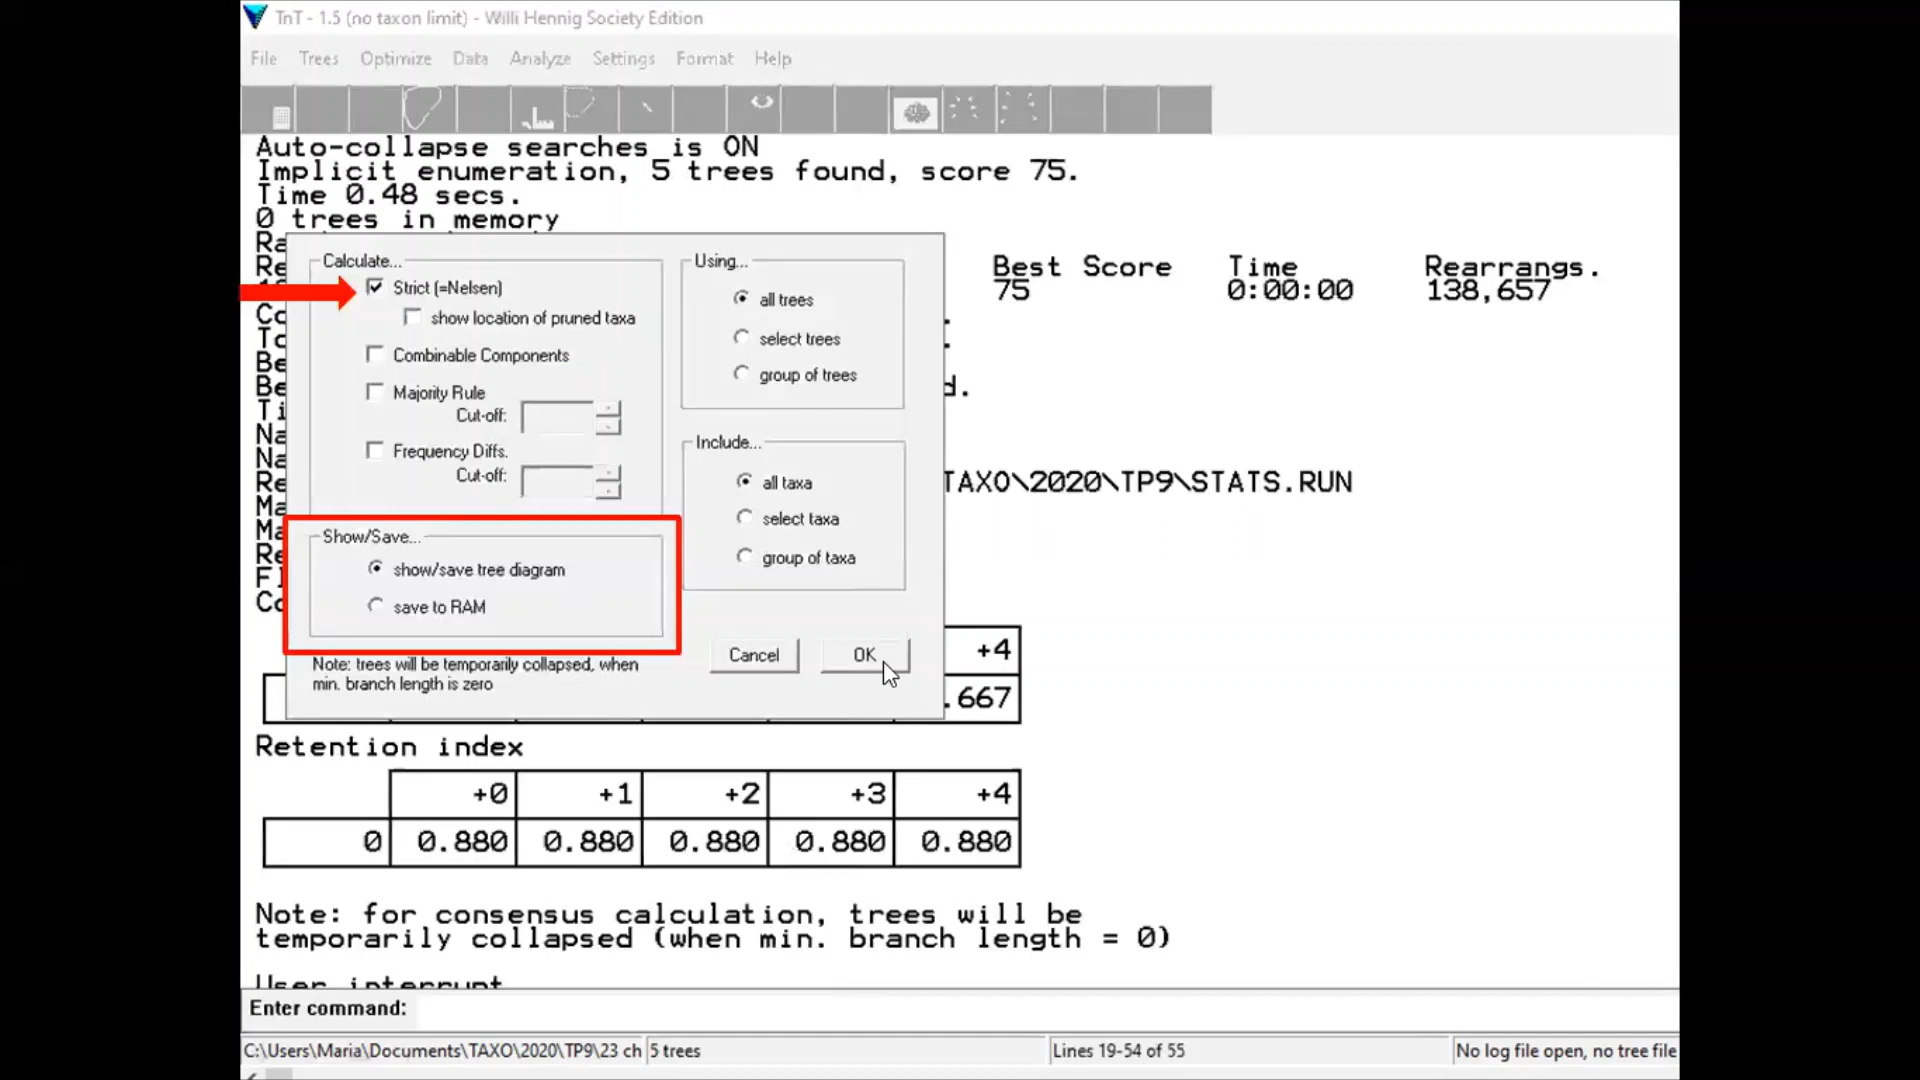 TnT - 1.5 (no taxon limit) - Willi Hennig Society Edition
File Trees Optimize Data Analyze Settings Format Help
Auto-collapse searches is ON
Implicit enumeration, 5 trees found, score 75.
Time 0.48 secs.
0 trees in memory
Best Score Time Rearrangs.
75 0:00:00 138,657
TAXO\2020\TP9\STATS.RUN
Calculate...
Strict (=Nelsen)
show location of pruned taxa
Combinable Components
Majority Rule
Cut-off:
Frequency Diffs.
Cut-off:
Show/Save...
show/save tree diagram
save to RAM
Note: trees will be temporarily collapsed, when
min. branch length is zero
Using...
all trees
select trees
group of trees
Include...
all taxa
select taxa
group of taxa
Cancel OK
+4
.667
Retention index
+0 +1 +2 +3 +4
0 0.880 0.880 0.880 0.880 0.880
Note: for consensus calculation, trees will be
temporarily collapsed (when min. branch length = 0)
User interrupt
Enter command:
C:\Users\Maria\Documents\TAXO\2020\TP9\23 ch 5 trees Lines 19-54 of 55 No log file open, no tree file